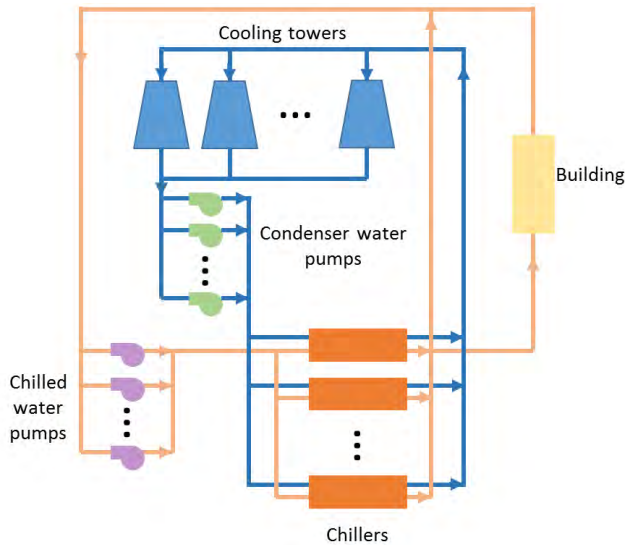 Cooling towers
Building
Condenser water
pumps
Chilled
water
pumps
Chillers